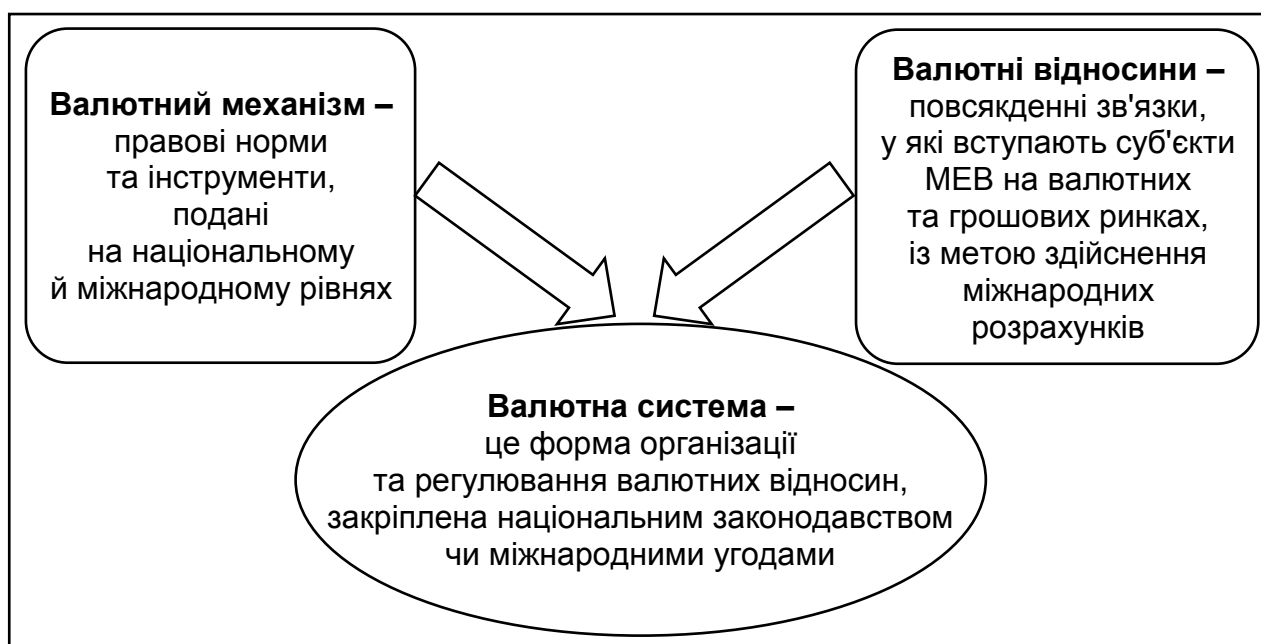 Валютний механізм –
правові норми
та інструменти,
подані
на національному
й міжнародному рівнях
Валютні відносини –
повсякденні зв'язки,
у які вступають суб'єкти
МЕВ на валютних
та грошових ринках,
із метою здійснення
міжнародних
розрахунків
Валютна система –
це форма організації
та регулювання валютних відносин,
закріплена національним законодавством
чи міжнародними угодами